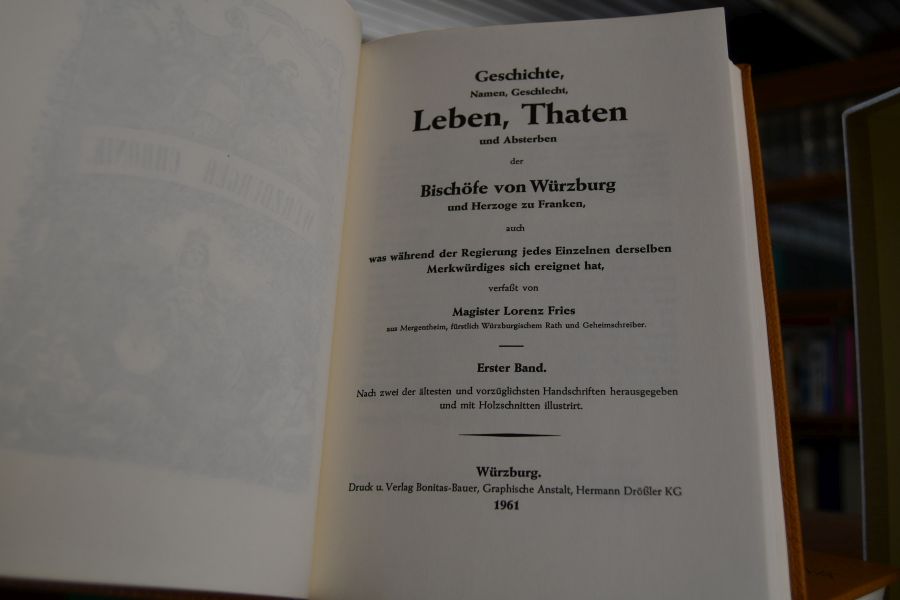 Geschichte,
Namen, Geschlecht,
Leben, Thaten
und Absterben
der
Bischöfe von Würzburg
und Herzoge zu Franken,
auch
was während der Regierung jedes Einzelnen derselben
Merkwürdiges sich ereignet hat,
verfaßt von
Magister Lorenz Fries
aus Mergentheim, fürstlich Würzburgischem Rath und Geheimschreiber.
Erster Band.
Nach zwei der ältesten und vorzüglichsten Handschriften herausgegeben
und mit Holzschnitten illustrirt.
Würzburg.
Druck u. Verlag Bonitas-Bauer, Graphische Anstalt, Hermann Drößler KG
1961